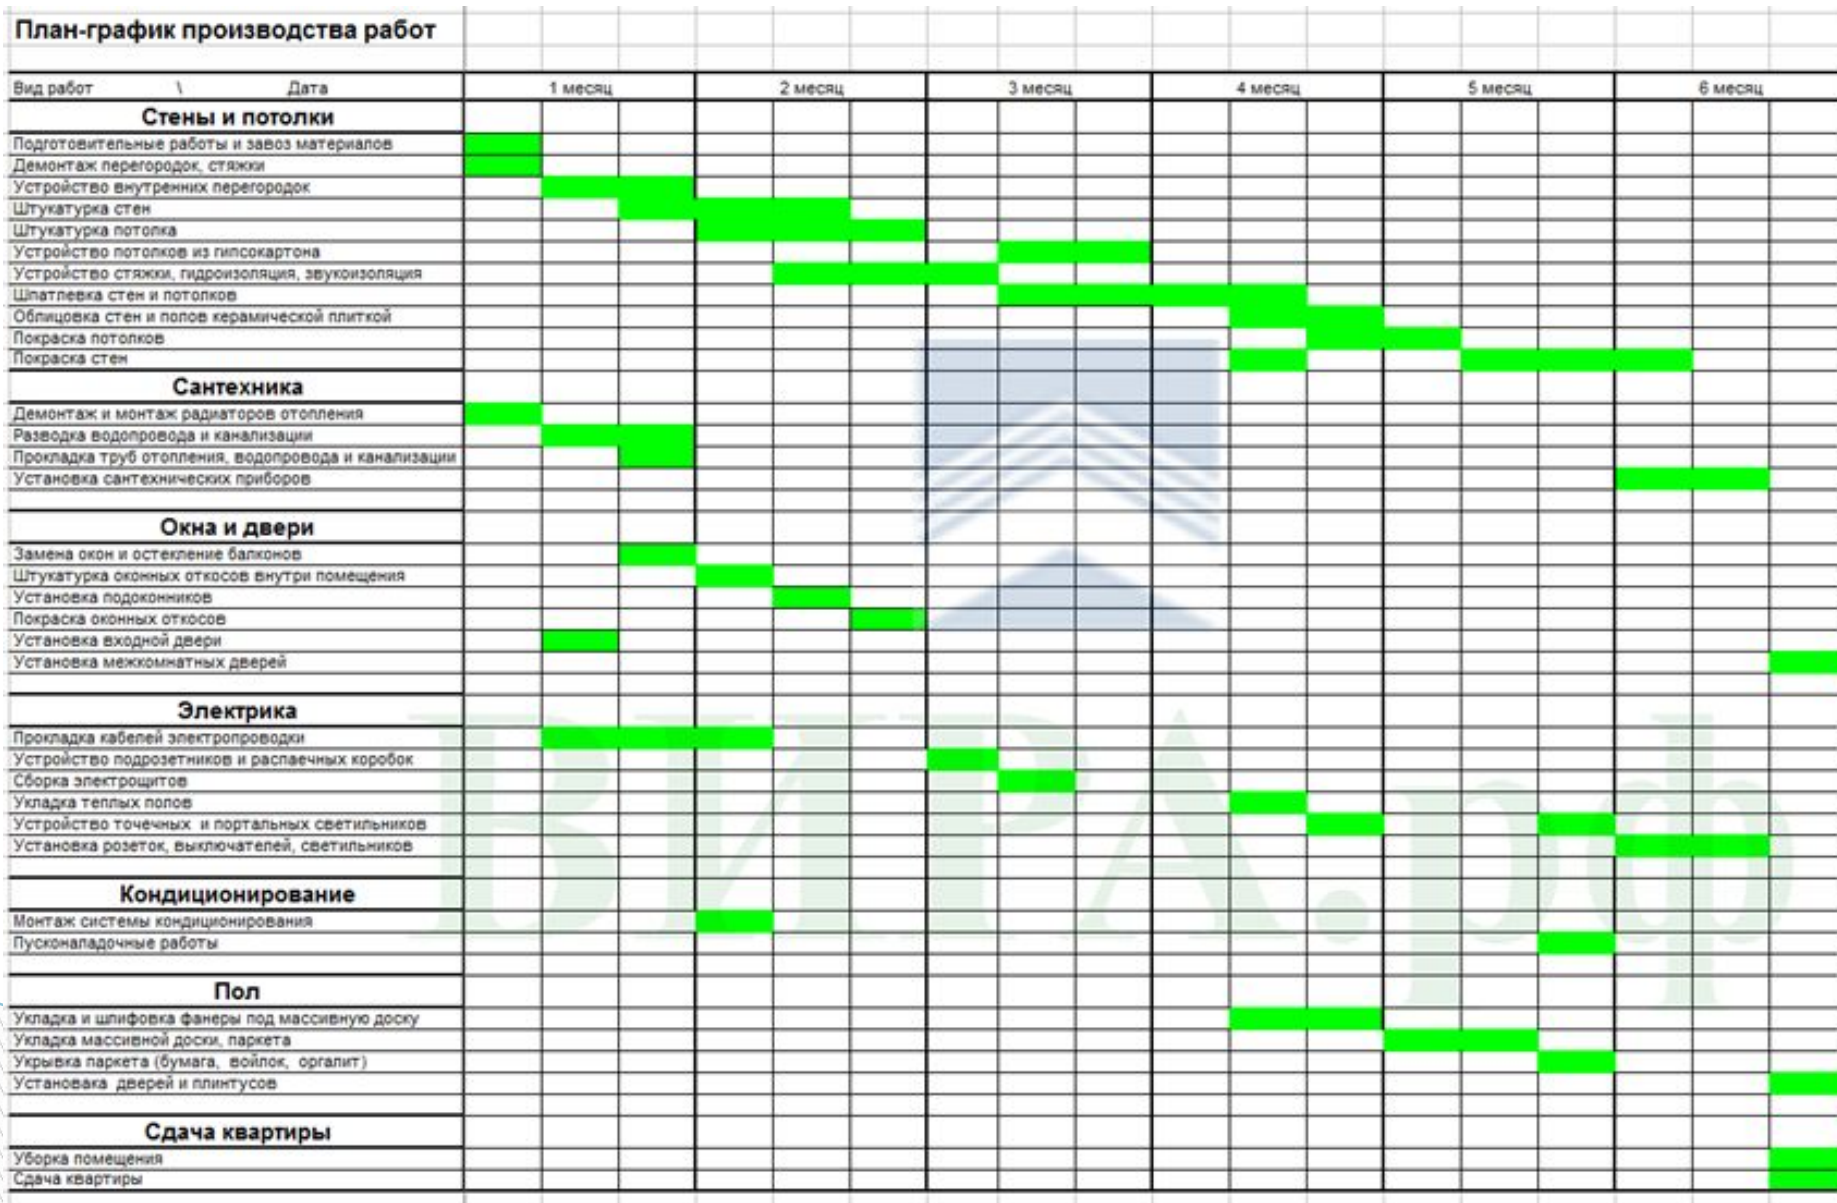 План-график производства работ
Вид работ \ Дата 1 месяц 2 месяц 3 месяц 4 месяц 5 месяц 6 месяц
Стены и потолки
Подготовительные работы и завоз материалов
Демонтаж перегородок, стяжки
Устройство внутренних перегородок
Штукатурка стен
Штукатурка потолка
Устройство потолков из гипсокартона
Устройство стяжки, гидроизоляция, звукоизоляция
Шпатлевка стен и потолков
Облицовка стен и полов керамической плиткой
Покраска потолков
Покраска стен
Сантехника
Демонтаж и монтаж радиаторов отопления
Разводка водопровода и канализации
Прокладка труб отопления, водопровода и канализации
Установка сантехнических приборов
Окна и двери
Замена окон и остекление балконов
Штукатурка оконных откосов внутри помещения
Установка подоконников
Покраска оконных откосов
Установка входной двери
Установка межкомнатных дверей
Электрика
Прокладка кабелей электропроводки
Устройство подрозетников и распаечных коробок
Сборка электрощитов
Укладка теплых полов
Устройство точечных и портальных светильников
Установка розеток, выключателей, светильников
ВИРА.рф
Кондиционирование
Монтаж системы кондиционирования
Пусконаладочные работы
Пол
Укладка и шлифовка фанеры под массивную доску
Укладка массивной доски, паркета
Укрывка паркета (бумага, войлок, оргалит)
Установака дверей и плинтусов
Сдача квартиры
Уборка помещения
Сдача квартиры